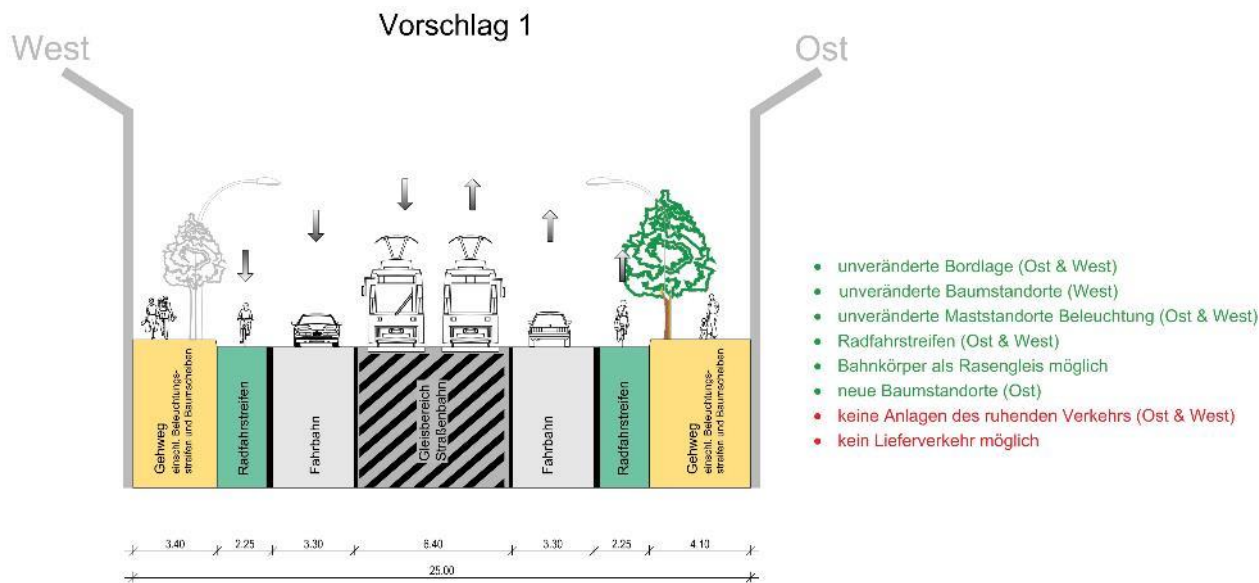 Vorschlag 1
West
Ost
unveränderte Bordlage (Ost & West)
unveränderte Baumstandorte (West)
unveränderte Maststandorte Beleuchtung (Ost & West)
Radfahrstreifen (Ost & West)
Bahnkörper als Rasengleis möglich
neue Baumstandorte (Ost)
keine Anlagen des ruhenden Verkehrs (Ost & West)
kein Lieferverkehr möglich
Gehweg
einschl. Beleuchtungs-
streifen und Baumscheiben
Radfahrstreifen
Fahrbahn
Gleisbereich
Straßenbahn
Fahrbahn
Radfahrstreifen
Gehweg
einschl. Beleuchtungs-
streifen und Baumscheiben
3.40
2.25
3.30
6.40
3.30
2.25
4.10
25.00